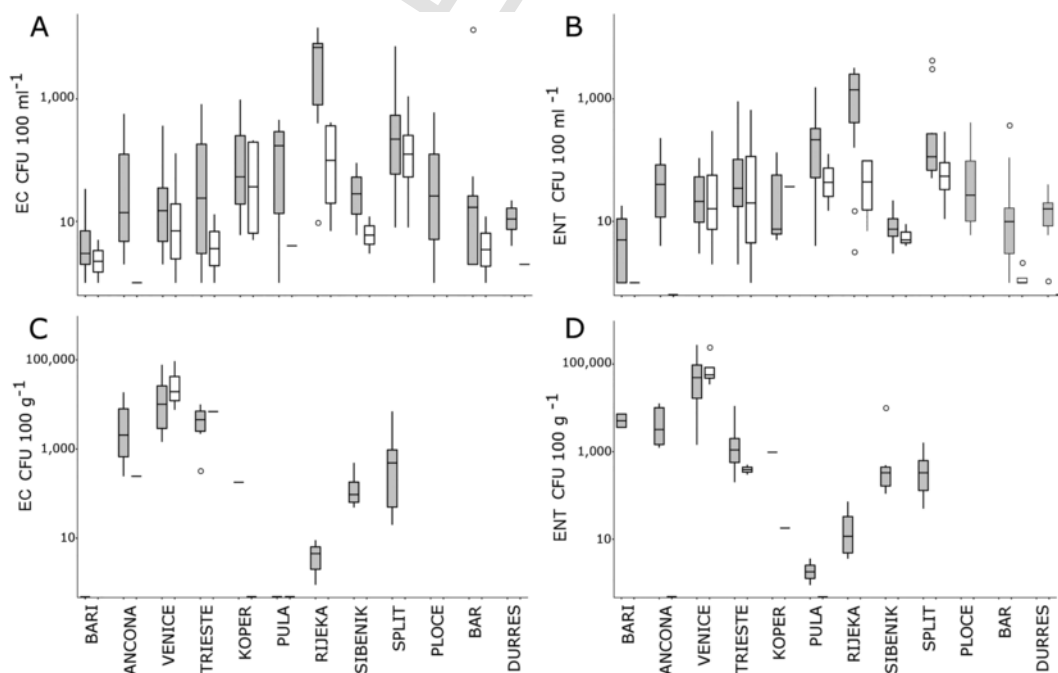 A
B
EC CFU 100 ml-1
1,000
10
ENT CFU 100 ml-1
1,000
10
C
D
EC CFU 100 g-1
100,000
1,000
10
ENT CFU 100 g-1
100,000
1,000
10
BARI
ANCONA
VENICE
TRIESTE
KOPER
PULA
RIJEKA
SIBENIK
SPLIT
PLOCE
BAR
DURRES
BARI
ANCONA
VENICE
TRIESTE
KOPER
PULA
RIJEKA
SIBENIK
SPLIT
PLOCE
BAR
DURRES